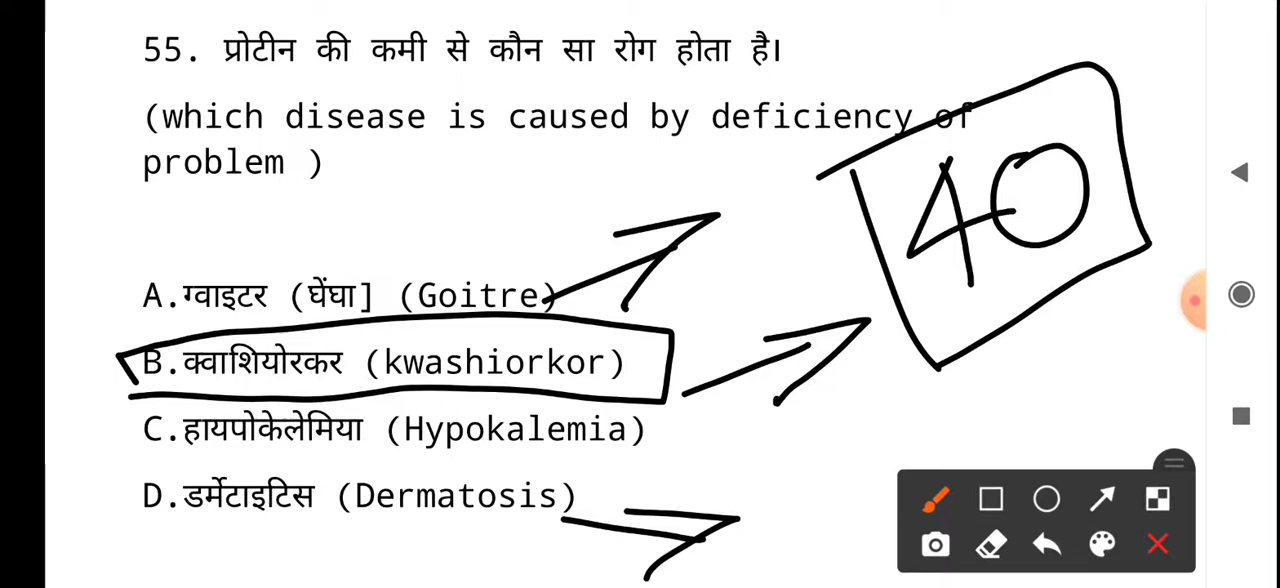 55. प्रोटीन की कमी से कौन सा रोग होता है।
(which disease is caused by deficiency of
problem )
40
A.ग्वाइटर (घेंघा] (Goitre)
B.क्वाशियोरकर (kwashiorkor)
C.हायपोकेलेमिया (Hypokalemia)
D.डर्मेटाइटिस (Dermatosis)